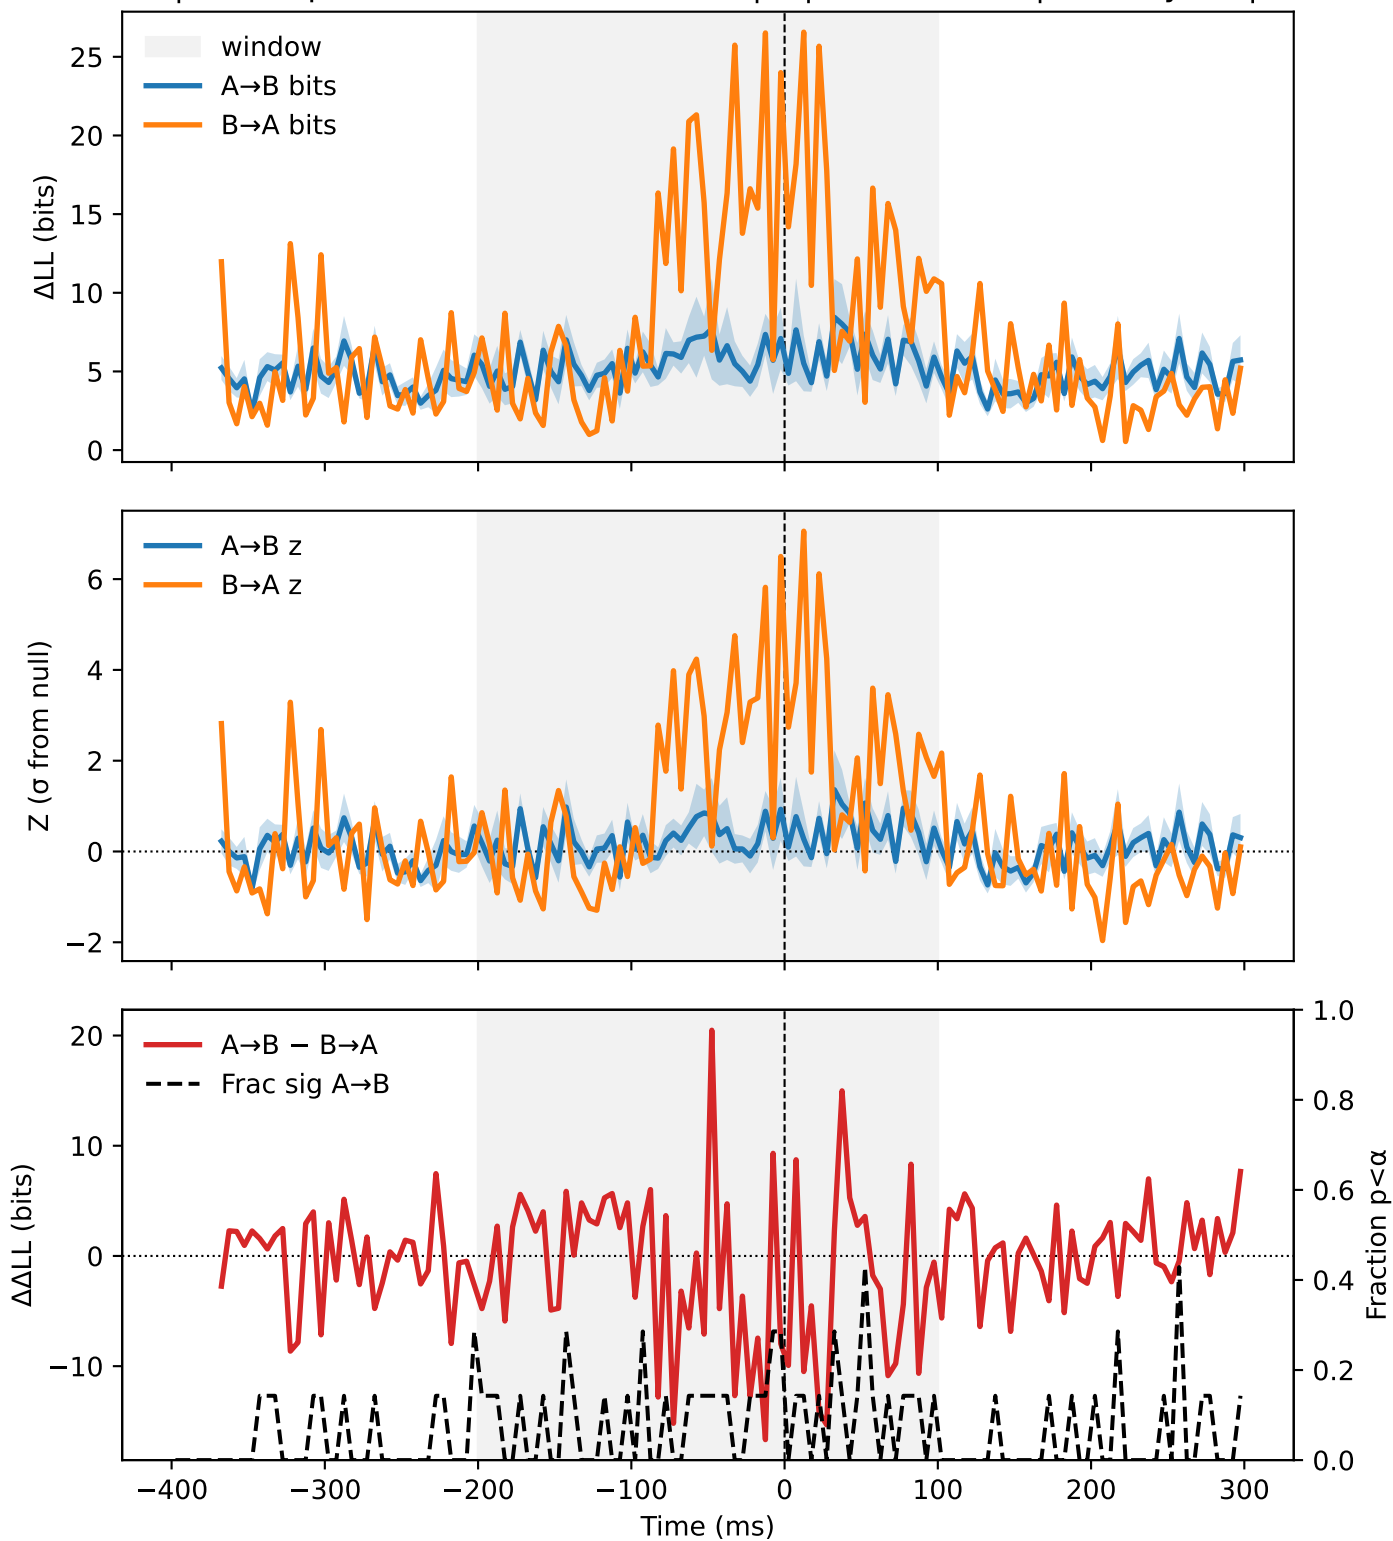 window
A→B bits
B→A bits
ΔLL (bits)
25
20
15
10
5
0
A→B z
B→A z
Z (σ from null)
6
4
2
0
−2
A→B − B→A
Frac sig A→B
ΔΔLL (bits)
20
10
0
−10
1.0
0.8
0.6
0.4
0.2
0.0
Fraction p<α
−400 −300 −200 −100 0 100 200 300
Time (ms)